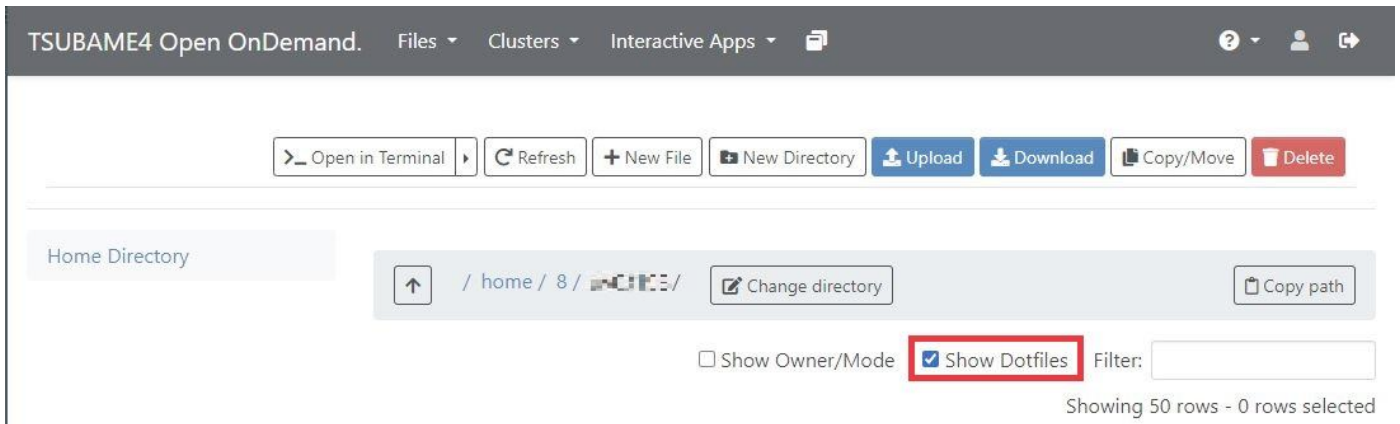 TSUBAME4 Open OnDemand. Files Clusters Interactive Apps
Open in Terminal Refresh New File New Directory Upload Download Copy/Move Delete
Home Directory
/ home / 8 / / Change directory Copy path
Show Owner/Mode Show Dotfiles Filter:
Showing 50 rows - 0 rows selected